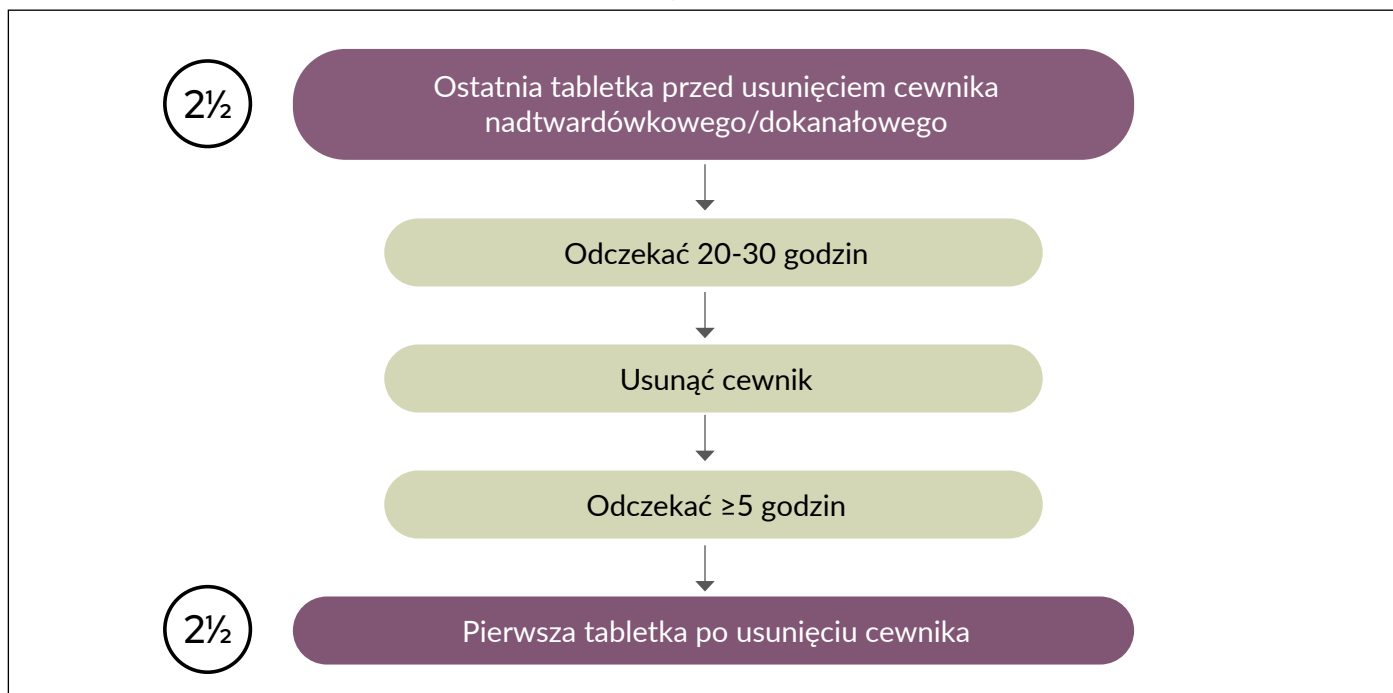 2½
Ostatnia tabletka przed usunięciem cewnika
nadtwardówkowego/dokanałowego
Odczekać 20-30 godzin
Usunąć cewnik
Odczekać ≥5 godzin
2½
Pierwsza tabletka po usunięciu cewnika